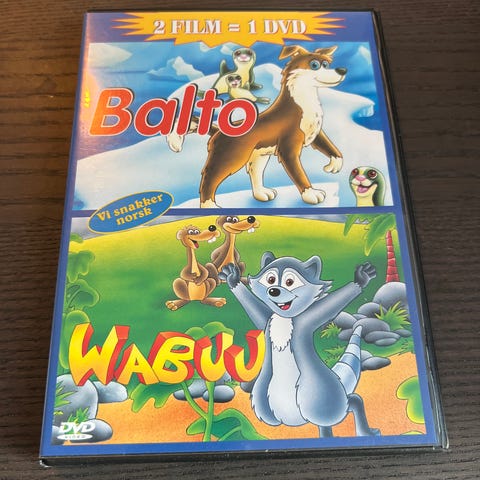 2 FILM = 1 DVD
Balto
Vi snakker
norsk
WABUU
DVD
VIDEO